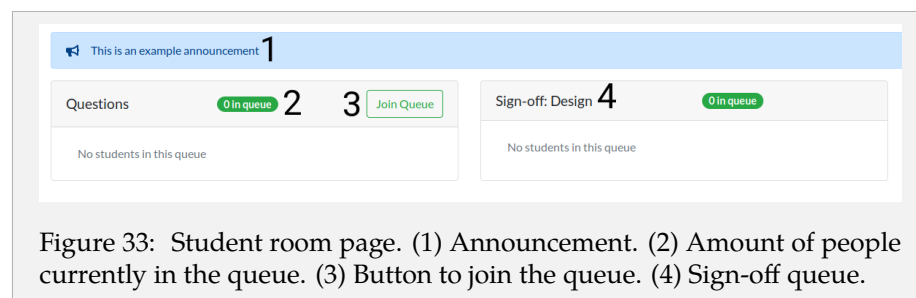 This is an example announcement 1
Questions 0 in queue 2 3 Join Queue
No students in this queue
Sign-off: Design 4 0 in queue
No students in this queue
Figure 33: Student room page. (1) Announcement. (2) Amount of people
currently in the queue. (3) Button to join the queue. (4) Sign-off queue.